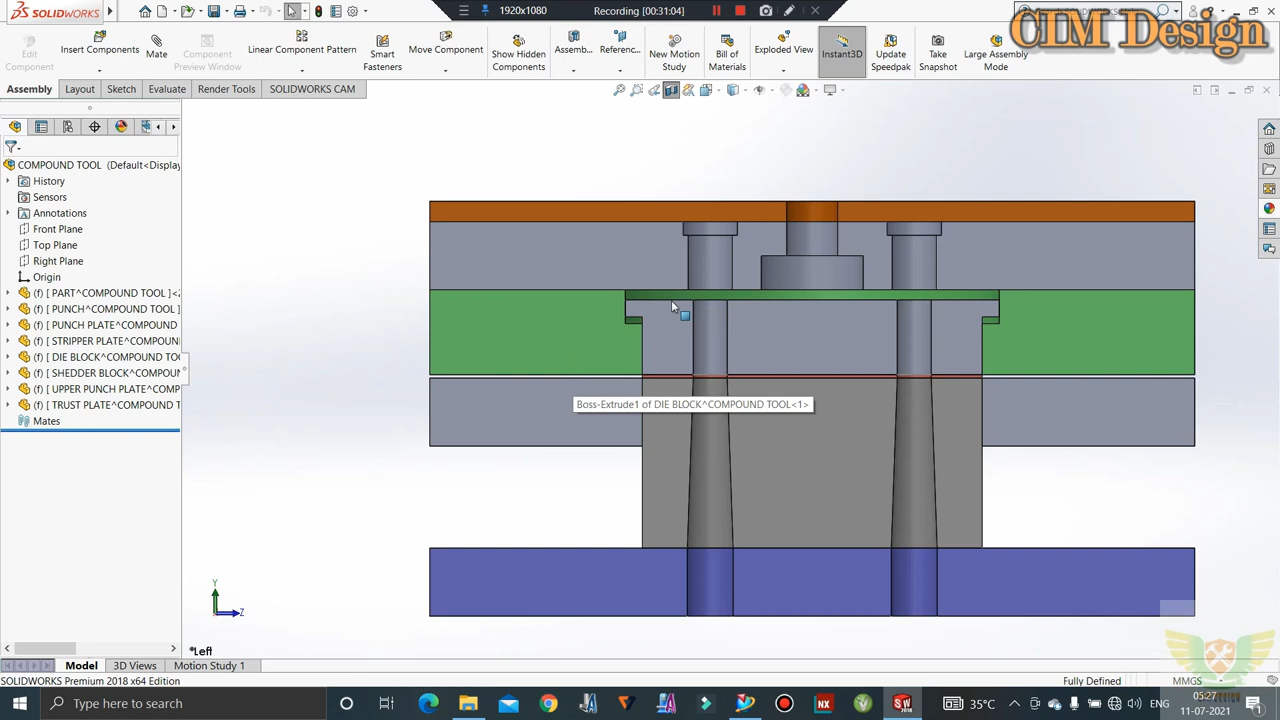 SOLIDWORKS
1920x1080
Recording [00:31:04]
CIM Design
Edit Component
Insert Components
Mate
Component Preview Window
Linear Component Pattern
Smart Fasteners
Move Component
Show Hidden Components
Assemb...
Referenc...
New Motion Study
Bill of Materials
Exploded View
Instant3D
Update Speedpak
Take Snapshot
Large Assembly Mode
Assembly
Layout
Sketch
Evaluate
Render Tools
SOLIDWORKS CAM
COMPOUND TOOL (Default<Display
History
Sensors
Annotations
Front Plane
Top Plane
Right Plane
Origin
(f) [ PART^COMPOUND TOOL ]<
(f) [ PUNCH^COMPOUND TOOL ]
(f) [ PUNCH PLATE^COMPOUND
(f) [ STRIPPER PLATE^COMPOUND
(f) [ DIE BLOCK^COMPOUND TOO
(f) [ SHEDDER BLOCK^COMPOUND
(f) [ UPPER PUNCH PLATE^COMP
(f) [ TRUST PLATE^COMPOUND T
Mates
Boss-Extrude1 of DIE BLOCK^COMPOUND TOOL<1>
Y
Z
*Left
Model
3D Views
Motion Study 1
SOLIDWORKS Premium 2018 x64 Edition
Fully Defined
MMGS
Type here to search
35°C
ENG
05:27
11-07-2021